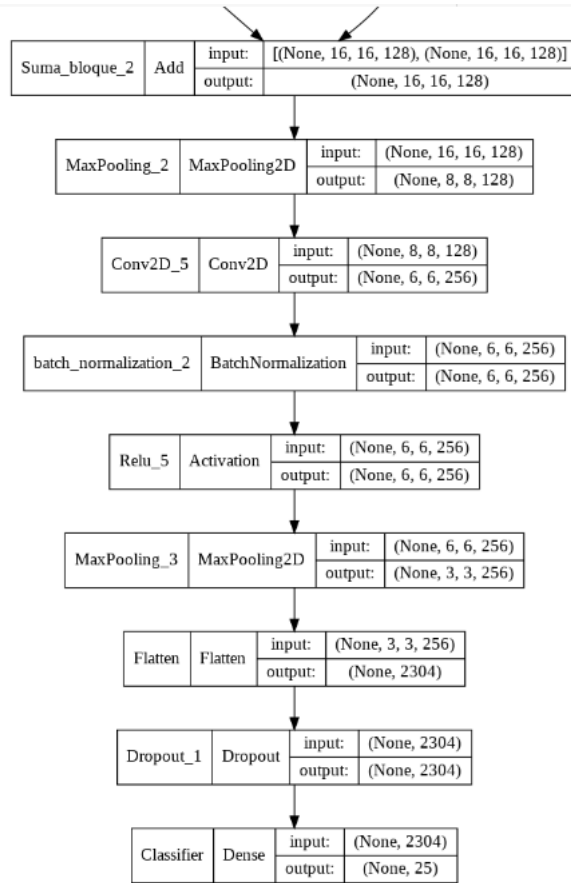 Suma_bloque_2 Add input: [(None, 16, 16, 128), (None, 16, 16, 128)]
output: (None, 16, 16, 128)
MaxPooling_2 MaxPooling2D input: (None, 16, 16, 128)
output: (None, 8, 8, 128)
Conv2D_5 Conv2D input: (None, 8, 8, 128)
output: (None, 6, 6, 256)
batch_normalization_2 BatchNormalization input: (None, 6, 6, 256)
output: (None, 6, 6, 256)
Relu_5 Activation input: (None, 6, 6, 256)
output: (None, 6, 6, 256)
MaxPooling_3 MaxPooling2D input: (None, 6, 6, 256)
output: (None, 3, 3, 256)
Flatten Flatten input: (None, 3, 3, 256)
output: (None, 2304)
Dropout_1 Dropout input: (None, 2304)
output: (None, 2304)
Classifier Dense input: (None, 2304)
output: (None, 25)